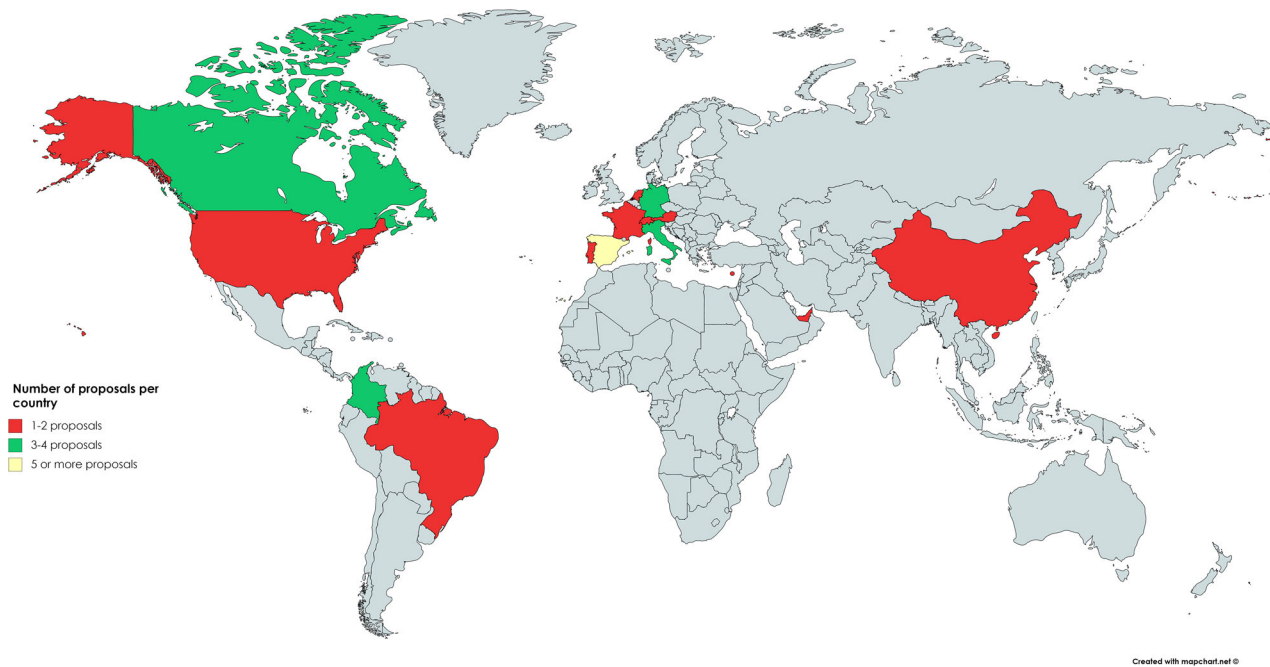 Number of proposals per
country
1-2 proposals
3-4 proposals
5 or more proposals
Created with mapchart.net ©